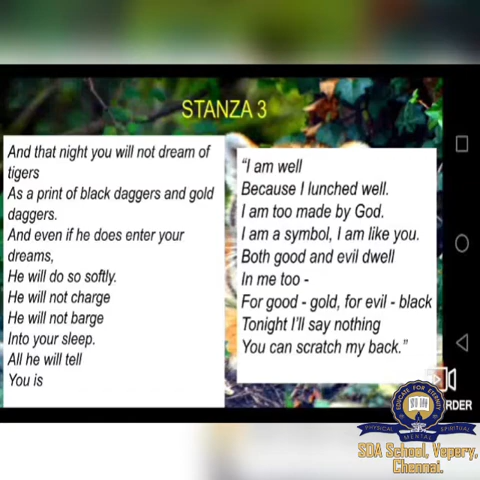 STANZA 3
And that night you will not dream of
tigers
As a print of black daggers and gold
daggers.
And even if he does enter your
dreams,
He will do so softly.
He will not charge
He will not barge
Into your sleep.
All he will tell
You is
“I am well
Because I lunched well.
I am too made by God.
I am a symbol, I am like you.
Both good and evil dwell
In me too -
For good - gold, for evil - black
Tonight I’ll say nothing
You can scratch my back.”
RDER
EDUCATE FOR ETERNITY
PHYSICAL
MENTAL
SPIRITUAL
SDA School, Vepery,
Chennai.